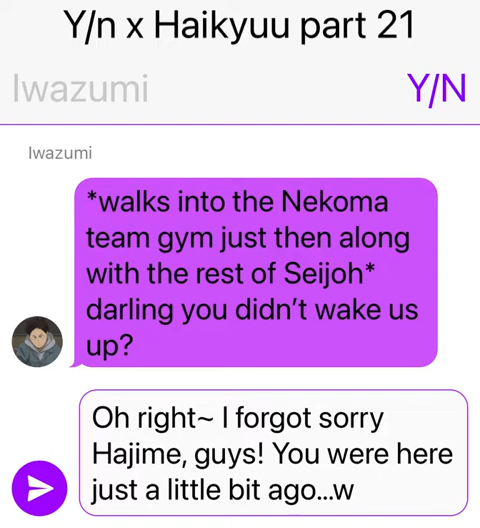 Y/n x Haikyuu part 21
Iwazumi
Y/N
Iwazumi
*walks into the Nekoma
team gym just then along
with the rest of Seijoh*
darling you didn't wake us
up?
Oh right~ I forgot sorry
Hajime, guys! You were here
just a little bit ago...w